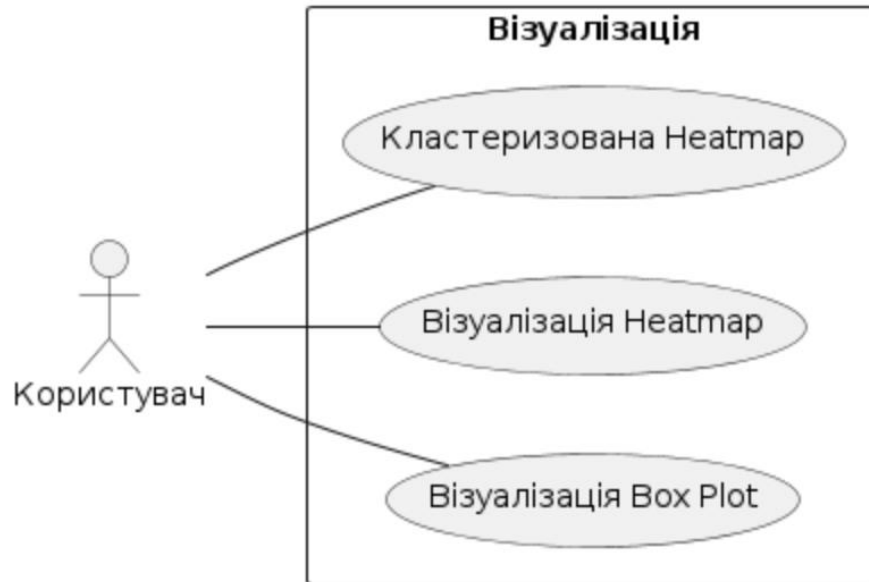 Візуалізація
Кластеризована Heatmap
Візуалізація Heatmap
Користувач
Візуалізація Box Plot